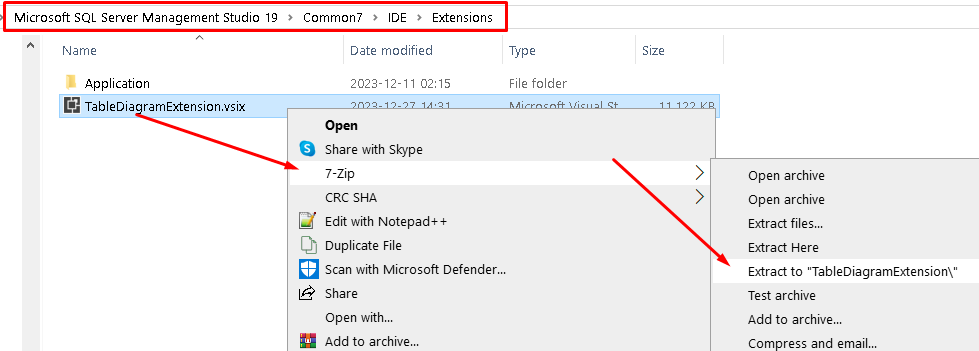 Microsoft SQL Server Management Studio 19 > Common7 > IDE > Extensions
Name Date modified Type Size
Application 2023-12-11 02:15 File folder
TableDiagramExtension.vsix 2023-12-27 14:31 Microsoft Visual St 11 122 KB
Open
Share with Skype
7-Zip
CRC SHA
Edit with Notepad++
Duplicate File
Scan with Microsoft Defender...
Share
Open with...
Add to archive...
Open archive
Open archive
Extract files...
Extract Here
Extract to "TableDiagramExtension\"
Test archive
Add to archive...
Compress and email...